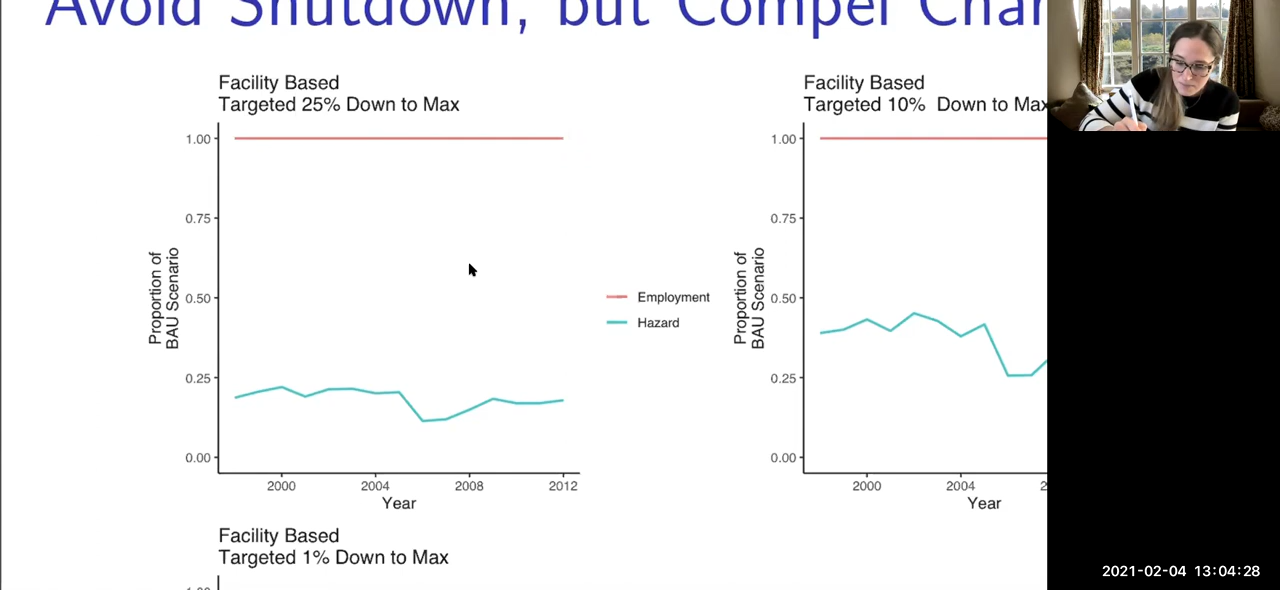 Avoid Shutdown, but Compel
Facility Based
Targeted 25% Down to Max
1.00
0.75
0.50
0.25
0.00
Proportion of
BAU Scenario
2000 2004 2008 2012
Year
Employment
Hazard
Facility Based
Targeted 10% Down to Max
1.00
0.75
0.50
0.25
0.00
Proportion of
BAU Scenario
2000 2004
Year
Facility Based
Targeted 1% Down to Max
1.00
2021-02-04 13:04:28